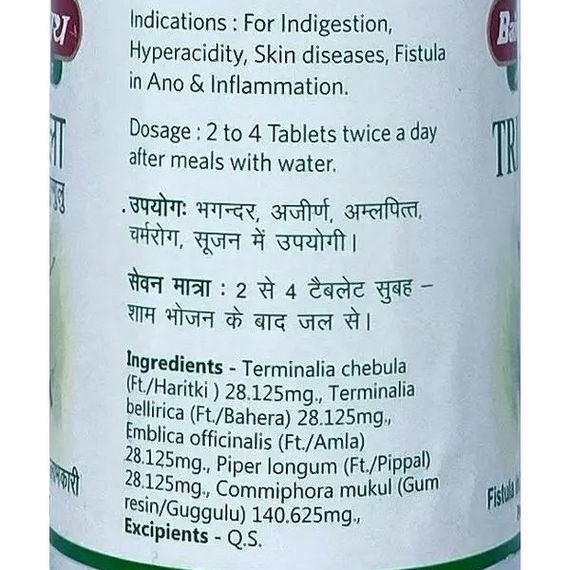 Indications : For Indigestion,
Hyperacidity, Skin diseases, Fistula
in Ano & Inflammation.
Dosage : 2 to 4 Tablets twice a day
after meals with water.
उपयोगः भगन्दर, अजीर्ण, अम्लपित्त,
चर्मरोग, सूजन में उपयोगी।
सेवन मात्रा : 2 से 4 टैबलेट सुबह –
शाम भोजन के बाद जल से।
Ingredients - Terminalia chebula
(Ft./Haritki ) 28.125mg., Terminalia
bellirica (Ft./Bahera) 28.125mg.,
Emblica officinalis (Ft./Amla)
28.125mg., Piper longum (Ft./Pippal)
28.125mg., Commiphora mukul (Gum
resin/Guggulu) 140.625mg.,
Excipients - Q.S.